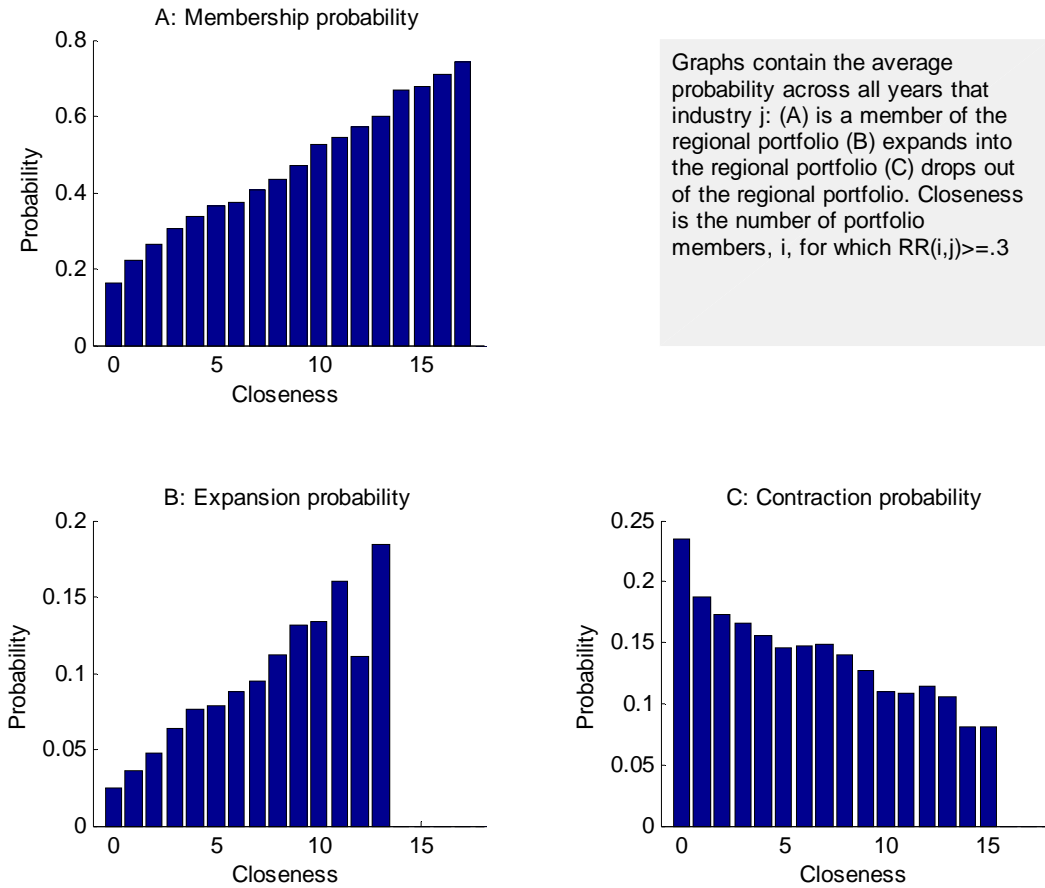 A: Membership probability
0.8
0.6
0.4
0.2
0
Probability
0 5 10 15
Closeness
Graphs contain the average
probability across all years that
industry j: (A) is a member of the
regional portfolio (B) expands into
the regional portfolio (C) drops out
of the regional portfolio. Closeness
is the number of portfolio
members, i, for which RR(i,j)>=.3
B: Expansion probability
0.2
0.15
0.1
0.05
0
Probability
0 5 10 15
Closeness
C: Contraction probability
0.25
0.2
0.15
0.1
0.05
0
Probability
0 5 10 15
Closeness